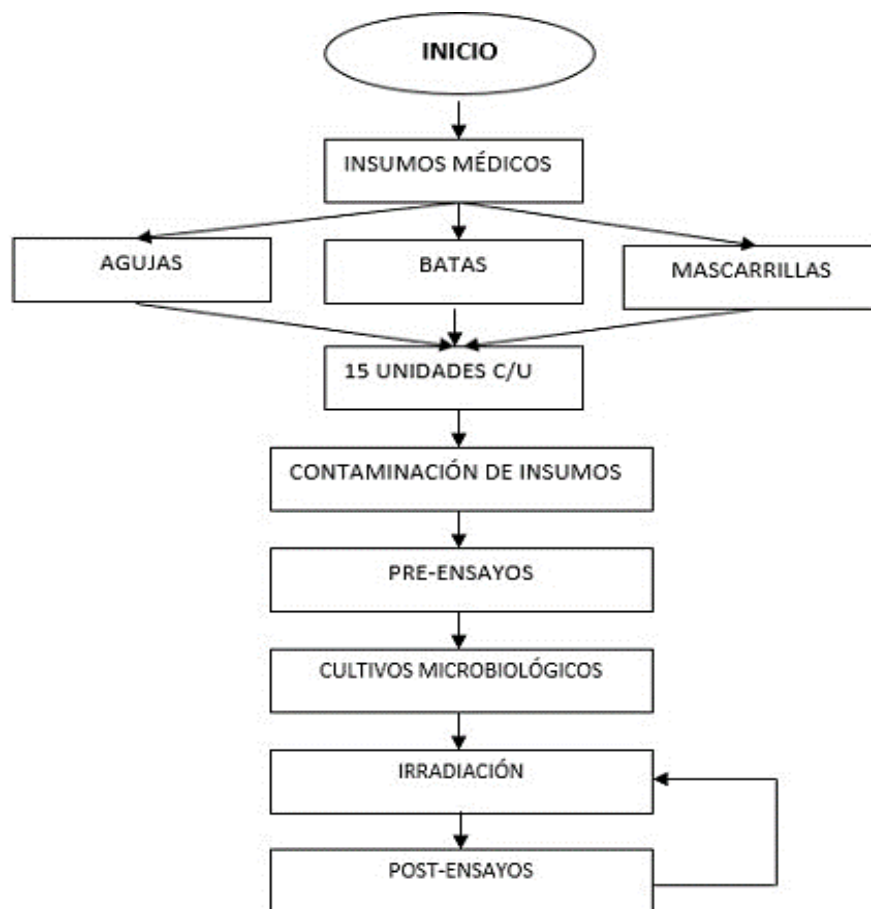 INICIO
INSUMOS MÉDICOS
AGUJAS
BATAS
MASCARRILLAS
15 UNIDADES C/U
CONTAMINACIÓN DE INSUMOS
PRE-ENSAYOS
CULTIVOS MICROBIOLÓGICOS
IRRADIACIÓN
POST-ENSAYOS